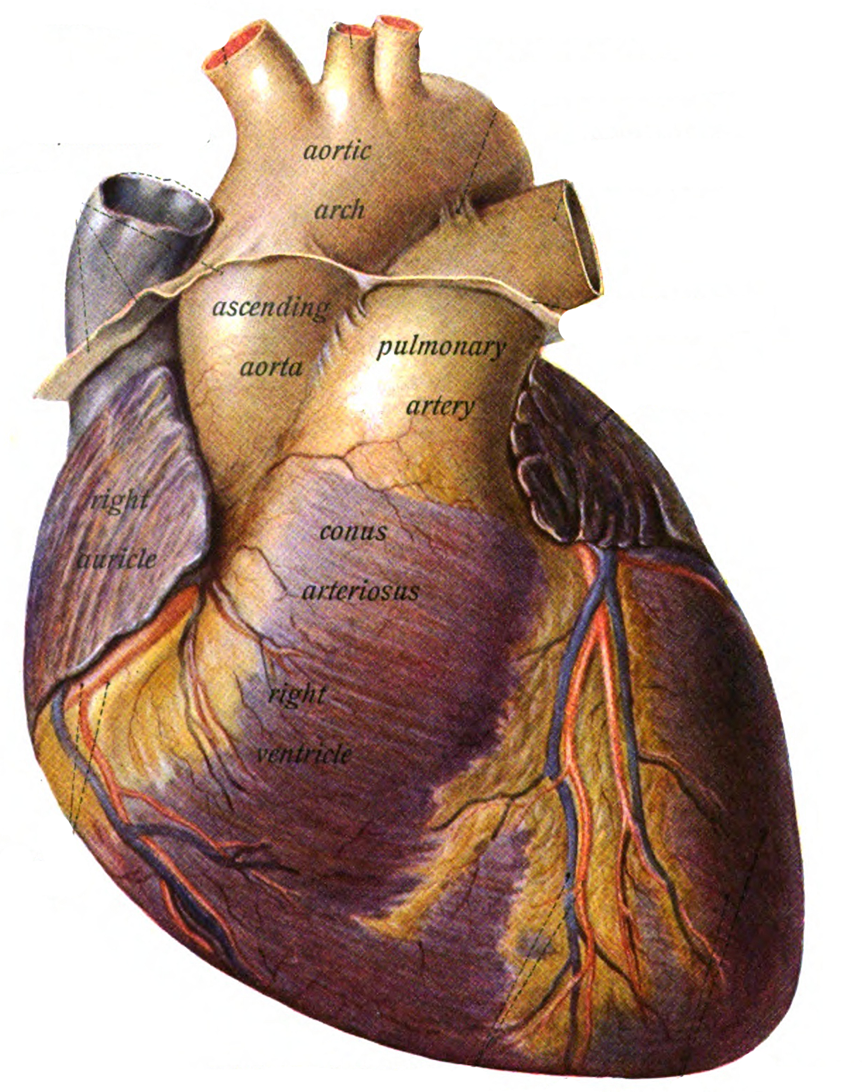 aortic
arch
ascending
aorta
pulmonary
artery
right
auricle
conus
arteriosus
right
ventricle